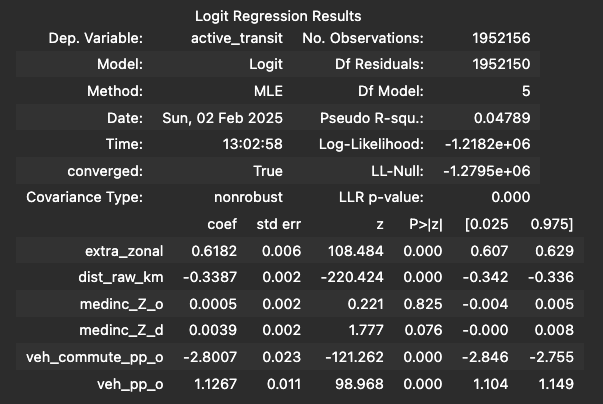 Logit Regression Results
Dep. Variable: active_transit No. Observations: 1952156
Model: Logit Df Residuals: 1952150
Method: MLE Df Model: 5
Date: Sun, 02 Feb 2025 Pseudo R-squ.: 0.04789
Time: 13:02:58 Log-Likelihood: -1.2182e+06
converged: True LL-Null: -1.2795e+06
Covariance Type: nonrobust LLR p-value: 0.000
coef std err z P>|z| [0.025 0.975]
extra_zonal 0.6182 0.006 108.484 0.000 0.607 0.629
dist_raw_km -0.3387 0.002 -220.424 0.000 -0.342 -0.336
medinc_Z_o 0.0005 0.002 0.221 0.825 -0.004 0.005
medinc_Z_d 0.0039 0.002 1.777 0.076 -0.000 0.008
veh_commute_pp_o -2.8007 0.023 -121.262 0.000 -2.846 -2.755
veh_pp_o 1.1267 0.011 98.968 0.000 1.104 1.149